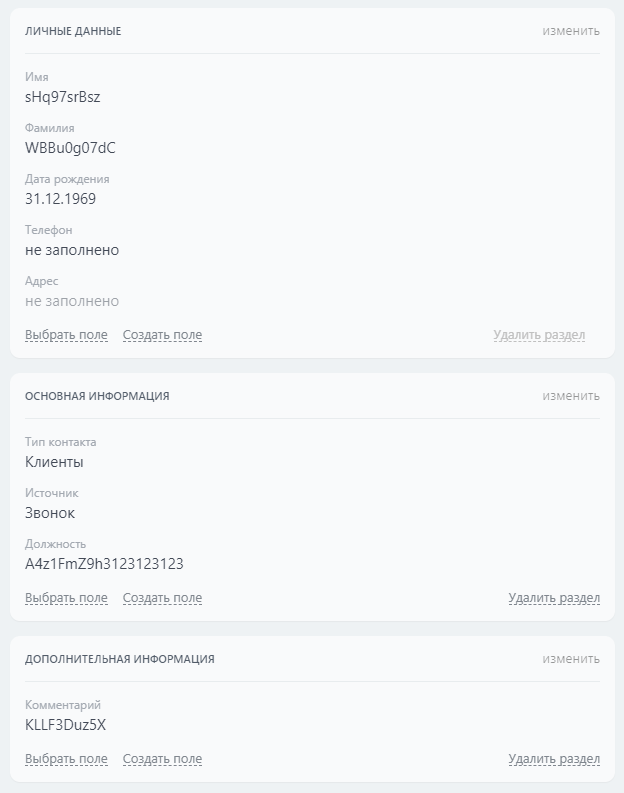 ЛИЧНЫЕ ДАННЫЕ изменить
Имя
sHq97srBsz
Фамилия
WBBu0g07dC
Дата рождения
31.12.1969
Телефон
не заполнено
Адрес
не заполнено
Выбрать поле Создать поле Удалить раздел
ОСНОВНАЯ ИНФОРМАЦИЯ изменить
Тип контакта
Клиенты
Источник
Звонок
Должность
A4z1FmZ9h3123123123
Выбрать поле Создать поле Удалить раздел
ДОПОЛНИТЕЛЬНАЯ ИНФОРМАЦИЯ изменить
Комментарий
KLLF3Duz5X
Выбрать поле Создать поле Удалить раздел